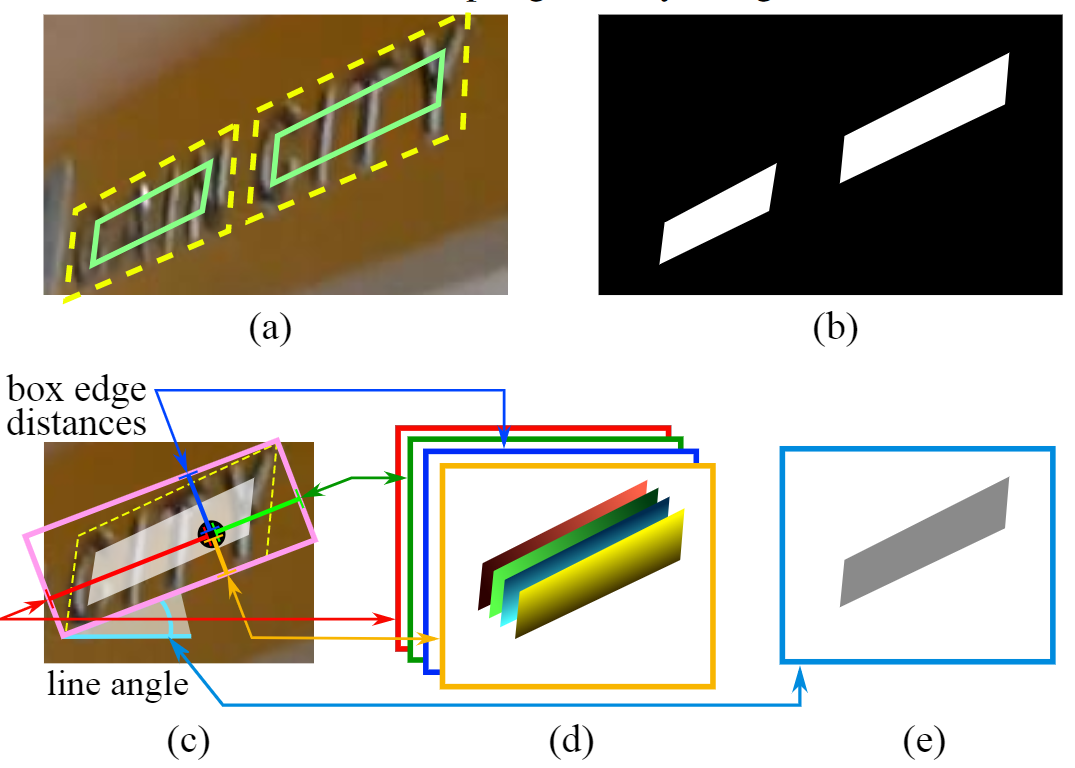 (a)
(b)
box edge
distances
line angle
(c)
(d)
(e)